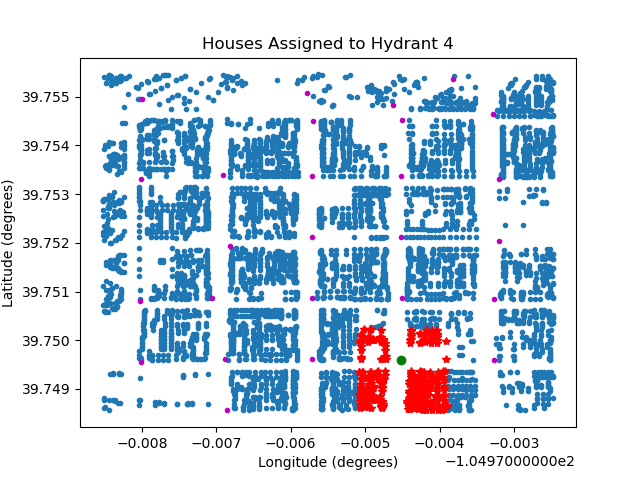 Houses Assigned to Hydrant 4
39.755
39.754
39.753
39.752
39.751
39.750
39.749
Latitude (degrees)
−0.008 −0.007 −0.006 −0.005 −0.004 −0.003
Longitude (degrees)
−1.04970000000e2